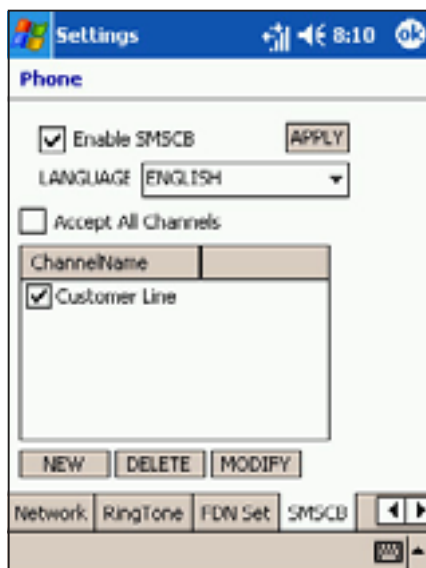 Settings 8:10 ok
Phone
Enable SMSCB APPLY
LANGUAGE ENGLISH
Accept All Channels
ChannelName
Customer Line
NEW DELETE MODIFY
Network RingTone FDN Set SMSCB